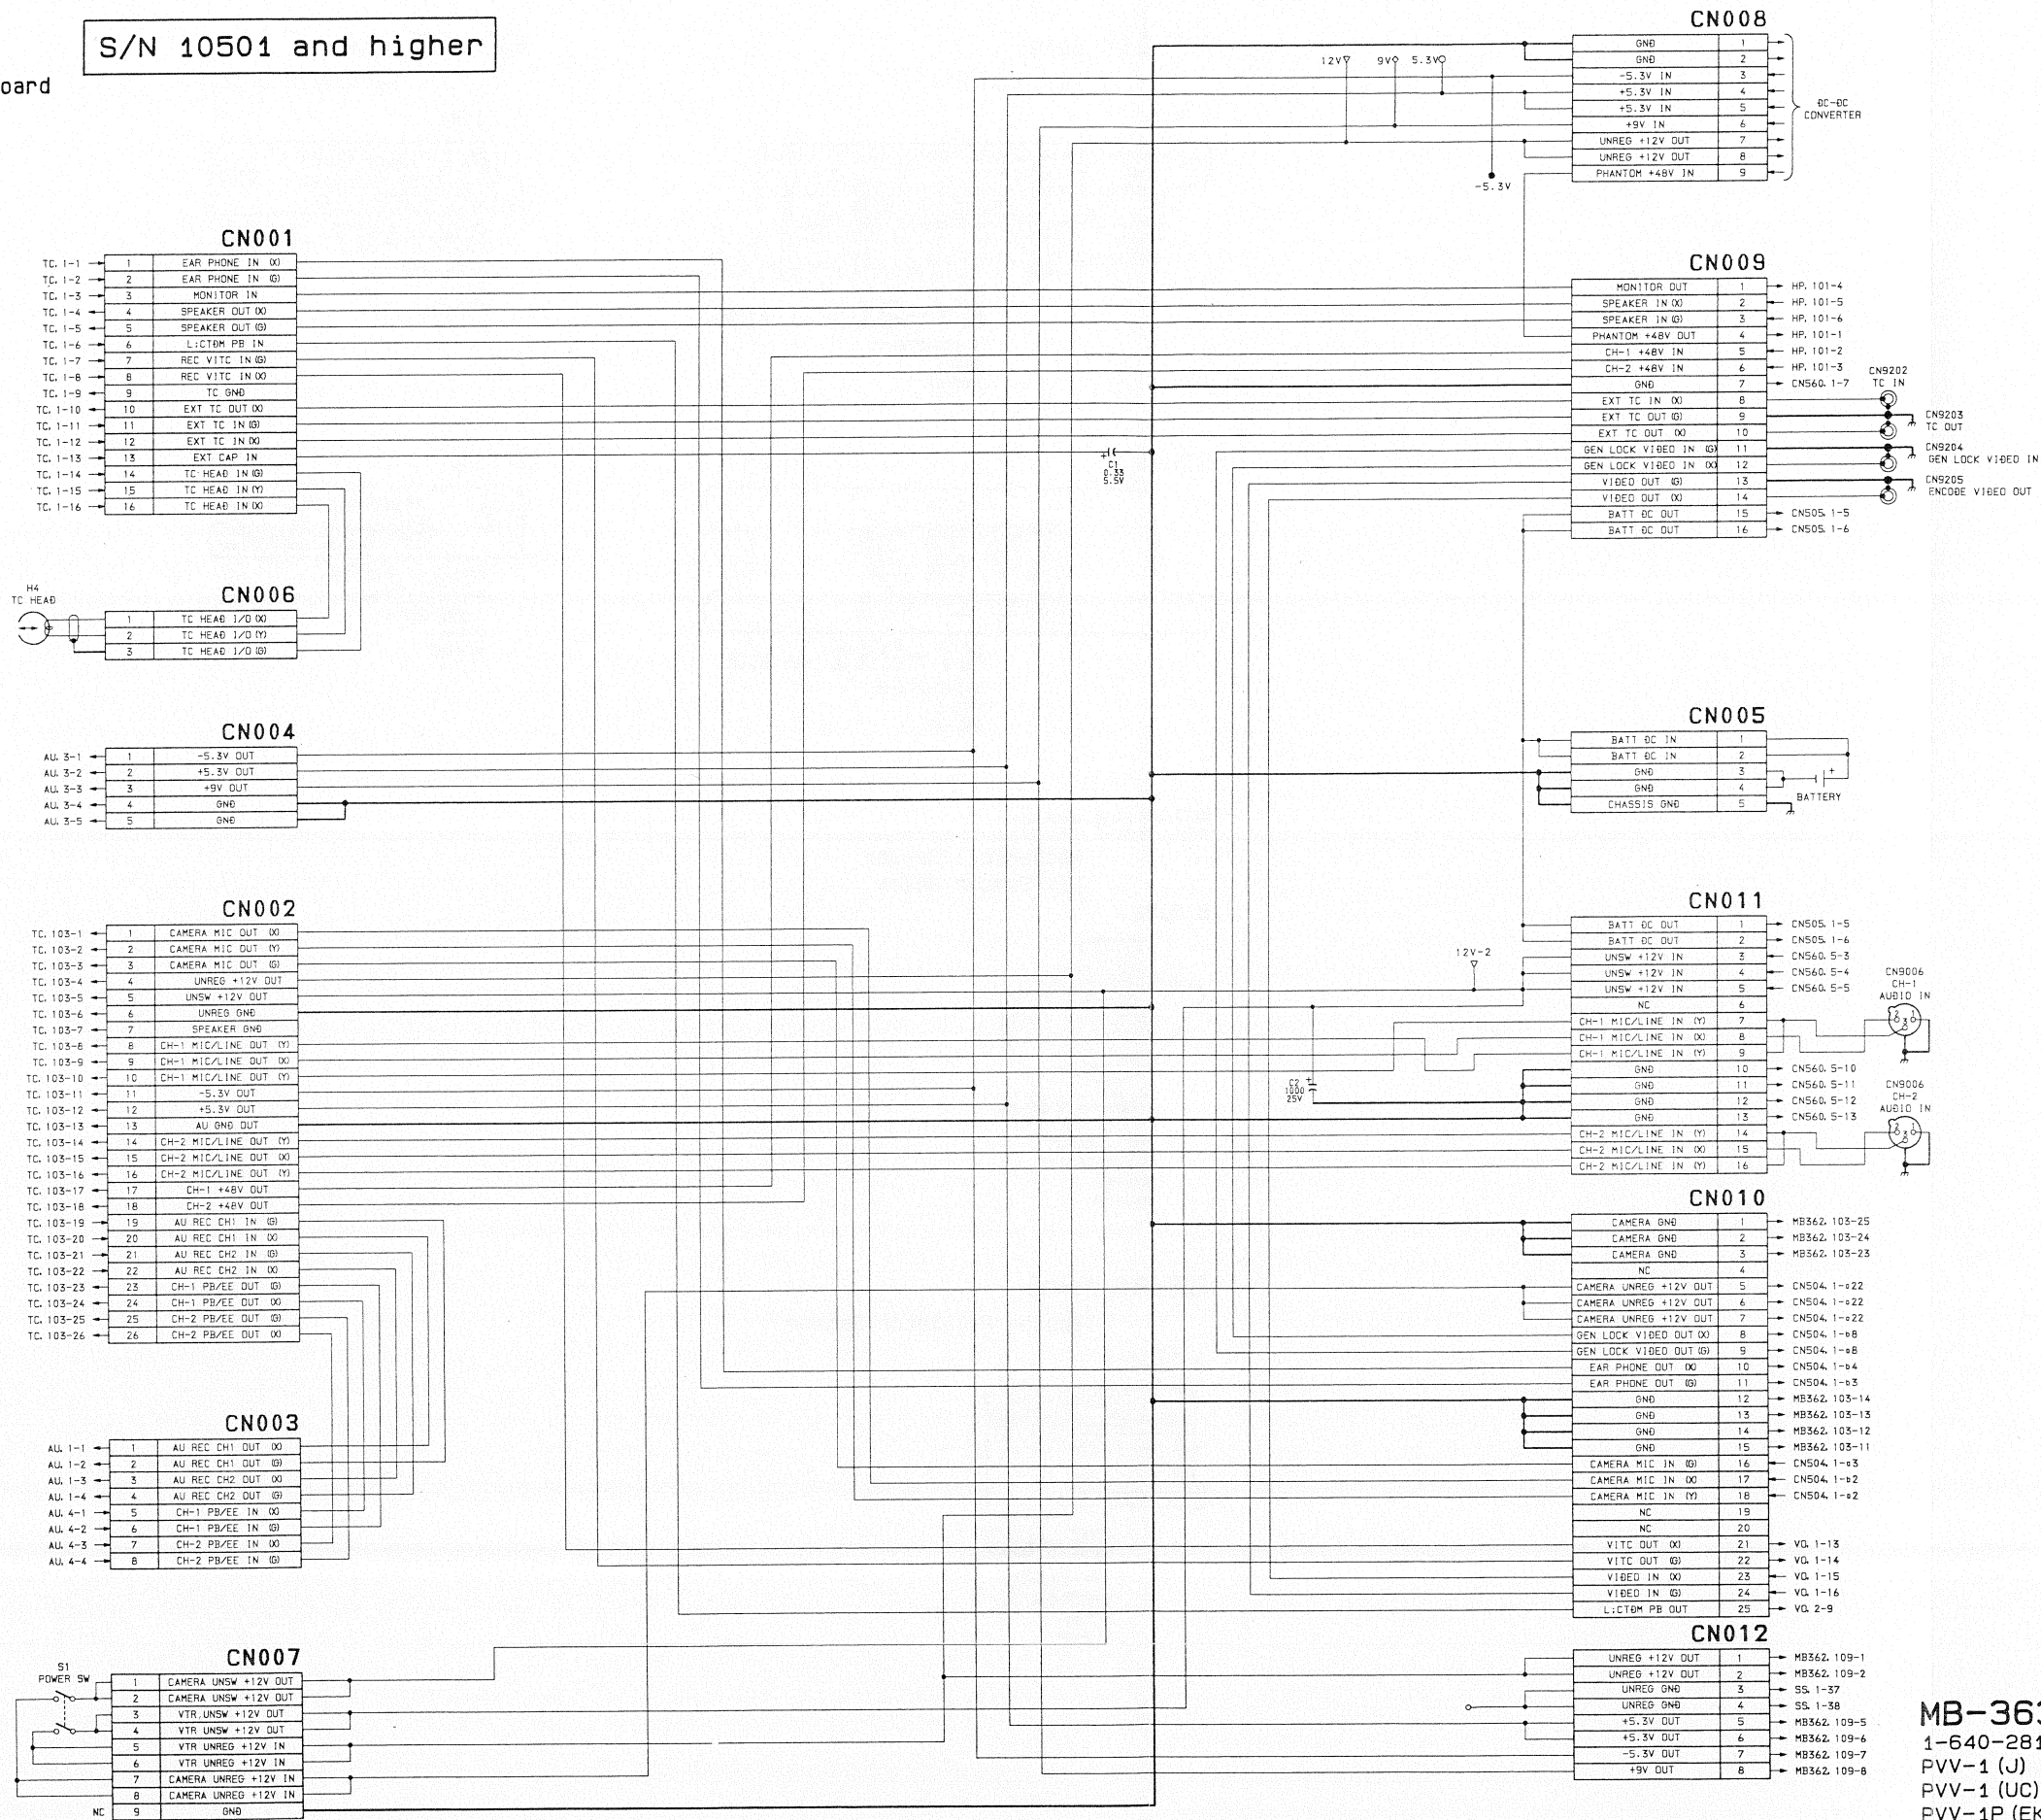 S/N 10501 and higher
oard
CN008
GND 1
GND 2
-5.3V IN 3
+5.3V IN 4
+5.3V IN 5
+9V IN 6
UNREG +12V OUT 7
UNREG +12V OUT 8
PHANTOM +48V IN 9
DC-DC
CONVERTER
12V
9V
5.3V
-5.3V
CN001
TC. 1-1 1 EAR PHONE IN (X)
TC. 1-2 2 EAR PHONE IN (G)
TC. 1-3 3 MONITOR IN
TC. 1-4 4 SPEAKER OUT (X)
TC. 1-5 5 SPEAKER OUT (G)
TC. 1-6 6 L:CTDM PB IN
TC. 1-7 7 REC VITC IN (G)
TC. 1-8 8 REC VITC IN (X)
TC. 1-9 9 TC GND
TC. 1-10 10 EXT TC OUT (X)
TC. 1-11 11 EXT TC IN (G)
TC. 1-12 12 EXT TC IN (X)
TC. 1-13 13 EXT CAP IN
TC. 1-14 14 TC HEAD IN (G)
TC. 1-15 15 TC HEAD IN (Y)
TC. 1-16 16 TC HEAD IN (X)
C1
0.33
5.5V
CN009
MONITOR OUT 1 HP. 101-4
SPEAKER IN (X) 2 HP. 101-5
SPEAKER IN (G) 3 HP. 101-6
PHANTOM +48V OUT 4 HP. 101-1
CH-1 +48V IN 5 HP. 101-2
CH-2 +48V IN 6 HP. 101-3
GND 7 CN560. 1-7
EXT TC IN (X) 8
EXT TC OUT (G) 9
EXT TC OUT (X) 10
GEN LOCK VIDEO IN (G) 11
GEN LOCK VIDEO IN (X) 12
VIDEO OUT (G) 13
VIDEO OUT (X) 14
BATT DC OUT 15 CN505. 1-5
BATT DC OUT 16 CN505. 1-6
CN9202
TC IN
CN9203
TC OUT
CN9204
GEN LOCK VIDEO IN
CN9205
ENCODE VIDEO OUT
H4
TC HEAD
CN006
1 TC HEAD I/O (X)
2 TC HEAD I/O (Y)
3 TC HEAD I/O (G)
CN004
AU. 3-1 1 -5.3V OUT
AU. 3-2 2 +5.3V OUT
AU. 3-3 3 +9V OUT
AU. 3-4 4 GND
AU. 3-5 5 GND
CN005
BATT DC IN 1
BATT DC IN 2
GND 3
GND 4
CHASSIS GND 5
+
BATTERY
CN002
TC. 103-1 1 CAMERA MIC OUT (X)
TC. 103-2 2 CAMERA MIC OUT (Y)
TC. 103-3 3 CAMERA MIC OUT (G)
TC. 103-4 4 UNREG +12V OUT
TC. 103-5 5 UNSW +12V OUT
TC. 103-6 6 UNREG GND
TC. 103-7 7 SPEAKER GND
TC. 103-8 8 CH-1 MIC/LINE OUT (Y)
TC. 103-9 9 CH-1 MIC/LINE OUT (X)
TC. 103-10 10 CH-1 MIC/LINE OUT (Y)
TC. 103-11 11 -5.3V OUT
TC. 103-12 12 +5.3V OUT
TC. 103-13 13 AU GND OUT
TC. 103-14 14 CH-2 MIC/LINE OUT (Y)
TC. 103-15 15 CH-2 MIC/LINE OUT (X)
TC. 103-16 16 CH-2 MIC/LINE OUT (Y)
TC. 103-17 17 CH-1 +48V OUT
TC. 103-18 18 CH-2 +48V OUT
TC. 103-19 19 AU REC CH1 IN (G)
TC. 103-20 20 AU REC CH1 IN (X)
TC. 103-21 21 AU REC CH2 IN (G)
TC. 103-22 22 AU REC CH2 IN (X)
TC. 103-23 23 CH-1 PB/EE OUT (G)
TC. 103-24 24 CH-1 PB/EE OUT (X)
TC. 103-25 25 CH-2 PB/EE OUT (G)
TC. 103-26 26 CH-2 PB/EE OUT (X)
12V-2
C2
1000
25V
CN011
BATT DC OUT 1 CN505. 1-5
BATT DC OUT 2 CN505. 1-6
UNSW +12V IN 3 CN560. 5-3
UNSW +12V IN 4 CN560. 5-4
UNSW +12V IN 5 CN560. 5-5
NC 6
CH-1 MIC/LINE IN (Y) 7
CH-1 MIC/LINE IN (X) 8
CH-1 MIC/LINE IN (Y) 9
GND 10 CN560. 5-10
GND 11 CN560. 5-11
GND 12 CN560. 5-12
GND 13 CN560. 5-13
CH-2 MIC/LINE IN (Y) 14
CH-2 MIC/LINE IN (X) 15
CH-2 MIC/LINE IN (Y) 16
CN9006
CH-1
AUDIO IN
2 3 1
CN9006
CH-2
AUDIO IN
2 3 1
CN010
CAMERA GND 1 MB362. 103-25
CAMERA GND 2 MB362. 103-24
CAMERA GND 3 MB362. 103-23
NC 4
CAMERA UNREG +12V OUT 5 CN504. 1-a22
CAMERA UNREG +12V OUT 6 CN504. 1-a22
CAMERA UNREG +12V OUT 7 CN504. 1-a22
GEN LOCK VIDEO OUT (X) 8 CN504. 1-b8
GEN LOCK VIDEO OUT (G) 9 CN504. 1-a8
EAR PHONE OUT (X) 10 CN504. 1-b4
EAR PHONE OUT (G) 11 CN504. 1-b3
GND 12 MB362. 103-14
GND 13 MB362. 103-13
GND 14 MB362. 103-12
GND 15 MB362. 103-11
CAMERA MIC IN (G) 16 CN504. 1-a3
CAMERA MIC IN (X) 17 CN504. 1-b2
CAMERA MIC IN (Y) 18 CN504. 1-a2
NC 19
NC 20
VITC OUT (X) 21 VO. 1-13
VITC OUT (G) 22 VO. 1-14
VIDEO IN (X) 23 VO. 1-15
VIDEO IN (G) 24 VO. 1-16
L:CTDM PB OUT 25 VO. 2-9
CN003
AU. 1-1 1 AU REC CH1 OUT (X)
AU. 1-2 2 AU REC CH1 OUT (G)
AU. 1-3 3 AU REC CH2 OUT (X)
AU. 1-4 4 AU REC CH2 OUT (G)
AU. 4-1 5 CH-1 PB/EE IN (X)
AU. 4-2 6 CH-1 PB/EE IN (G)
AU. 4-3 7 CH-2 PB/EE IN (X)
AU. 4-4 8 CH-2 PB/EE IN (G)
S1
POWER SW
CN007
1 CAMERA UNSW +12V OUT
2 CAMERA UNSW +12V OUT
3 VTR UNSW +12V OUT
4 VTR UNSW +12V OUT
5 VTR UNREG +12V IN
6 VTR UNREG +12V IN
7 CAMERA UNREG +12V IN
8 CAMERA UNREG +12V IN
NC 9 GND
CN012
UNREG +12V OUT 1 MB362. 109-1
UNREG +12V OUT 2 MB362. 109-2
UNREG GND 3 SS. 1-37
UNREG GND 4 SS. 1-38
+5.3V OUT 5 MB362. 109-5
+5.3V OUT 6 MB362. 109-6
-5.3V OUT 7 MB362. 109-7
+9V OUT 8 MB362. 109-8
MB-363
1-640-281
PVV-1 (J)
PVV-1 (UC)
PVV-1P (EK